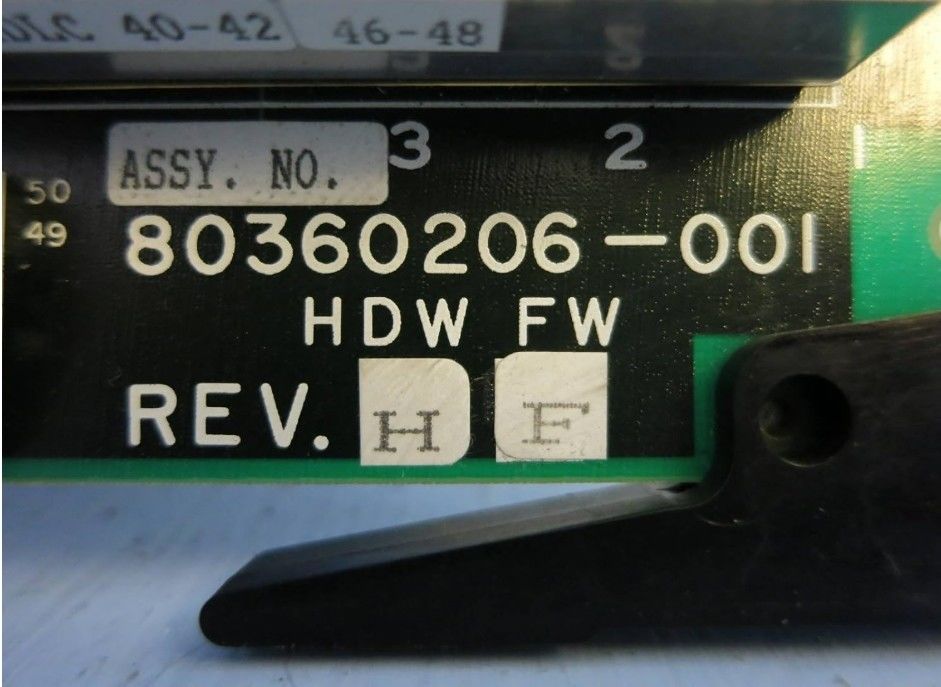 40-42 46-48
3 2
50 ASSY. NO.
49 80360206-001
HDW FW
REV. H F